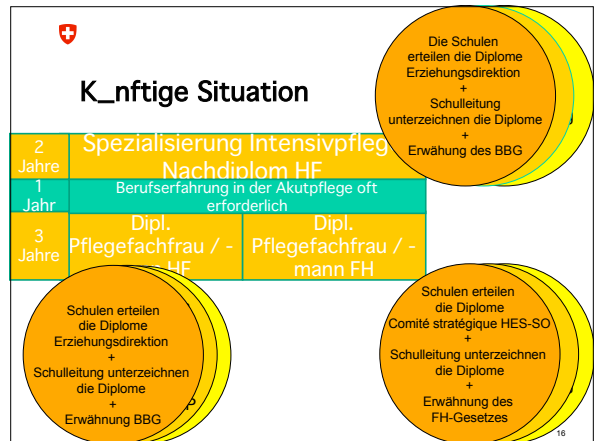 K_nftige Situation
Die Schulen
erteilen die Diplome
Erziehungsdirektion
+
Schulleitung
unterzeichnen die Diplome
+
Erwähung des BBG
2
Jahre
Spezialisierung Intensivpfleg
Nachdiplom HF
1
Jahr
Berufserfahrung in der Akutpflege oft
erforderlich
3
Jahre
Dipl.
Pflegefachfrau / -
HF
Dipl.
Pflegefachfrau / -
mann FH
Schulen erteilen
die Diplome
Erziehungsdirektion
+
Schulleitung unterzeichnen
die Diplome
+
Erwähnung BBG
P
Schulen erteilen
die Diplome
Comité stratégique HES-SO
+
Schulleitung unterzeichnen
die Diplome
+
Erwähnung des
FH-Gesetzes
16